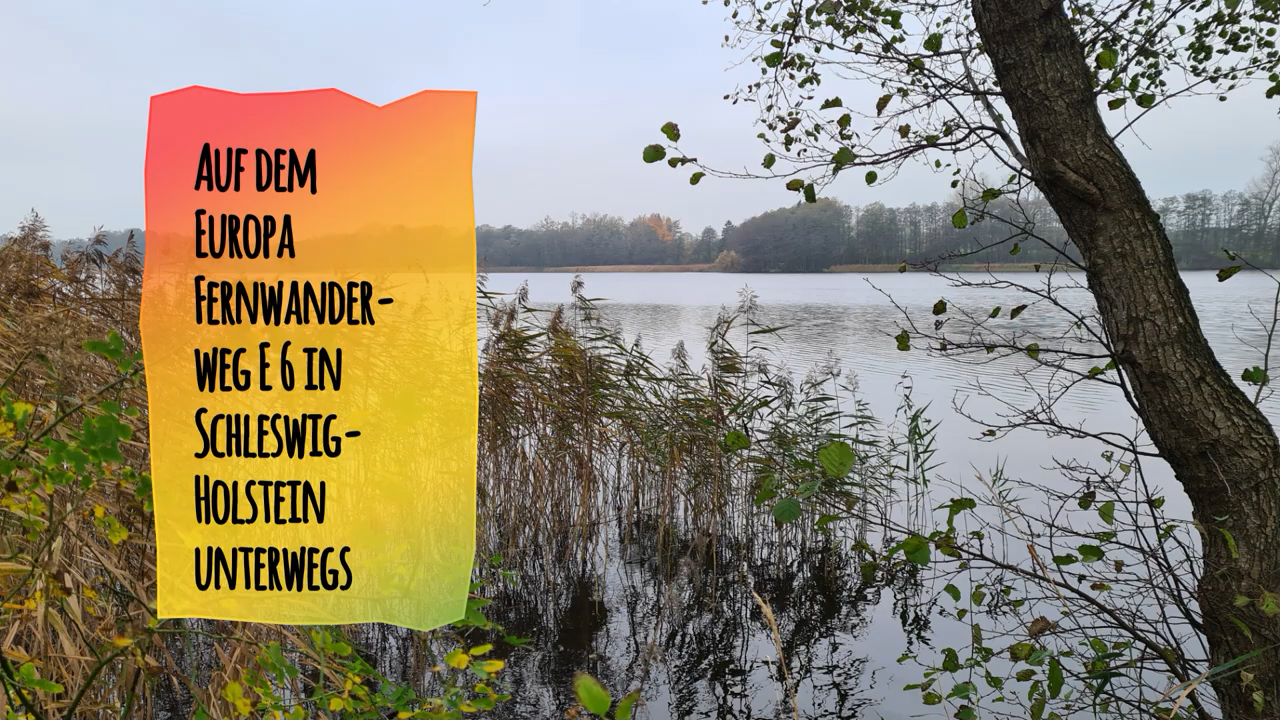 Auf dem
Europa
Fernwander-
weg E 6 in
Schleswig-
Holstein
unterwegs